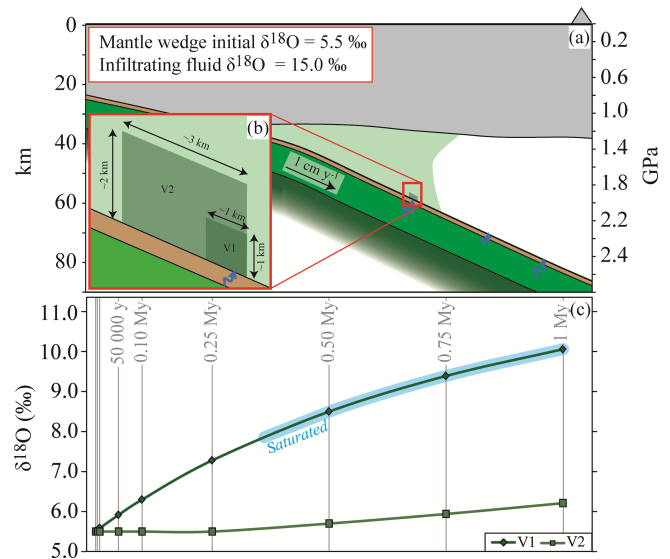 0
20
40
60
80
km
(a)
Mantle wedge initial δ18O = 5.5 ‰
Infiltrating fluid δ18O = 15.0 ‰
0.2
0.6
1.0
1.4
1.8
2.0
2.4
GPa
(b)
~3 km
~2 km
V2
~1 km
V1
~1 km
1 cm y-1
11.0
10.0
9.0
8.0
7.0
6.0
5.0
δ18O (‰)
(c)
50 000 y
0.10 My
0.25 My
0.50 My
0.75 My
1 My
Saturated
V1
V2